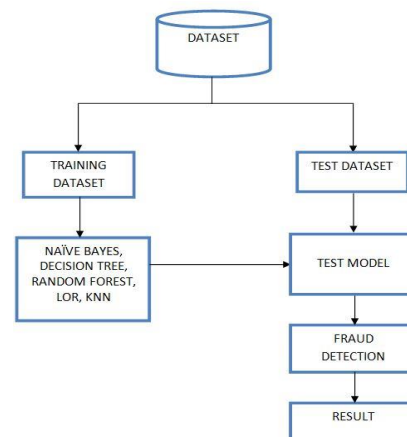 DATASET
TRAINING
DATASET
TEST DATASET
NAÏVE BAYES,
DECISION TREE,
RANDOM FOREST,
LOR, KNN
TEST MODEL
FRAUD
DETECTION
RESULT